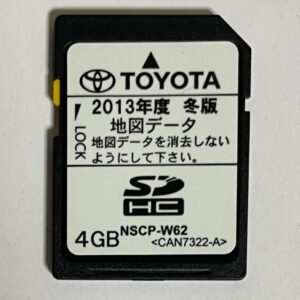 TOYOTA
2013年度 冬版
地図データ
地図データを消去しない
ようにして下さい。
LOCK
SD
HC
4GB NSCP-W62
<CAN7322-A>